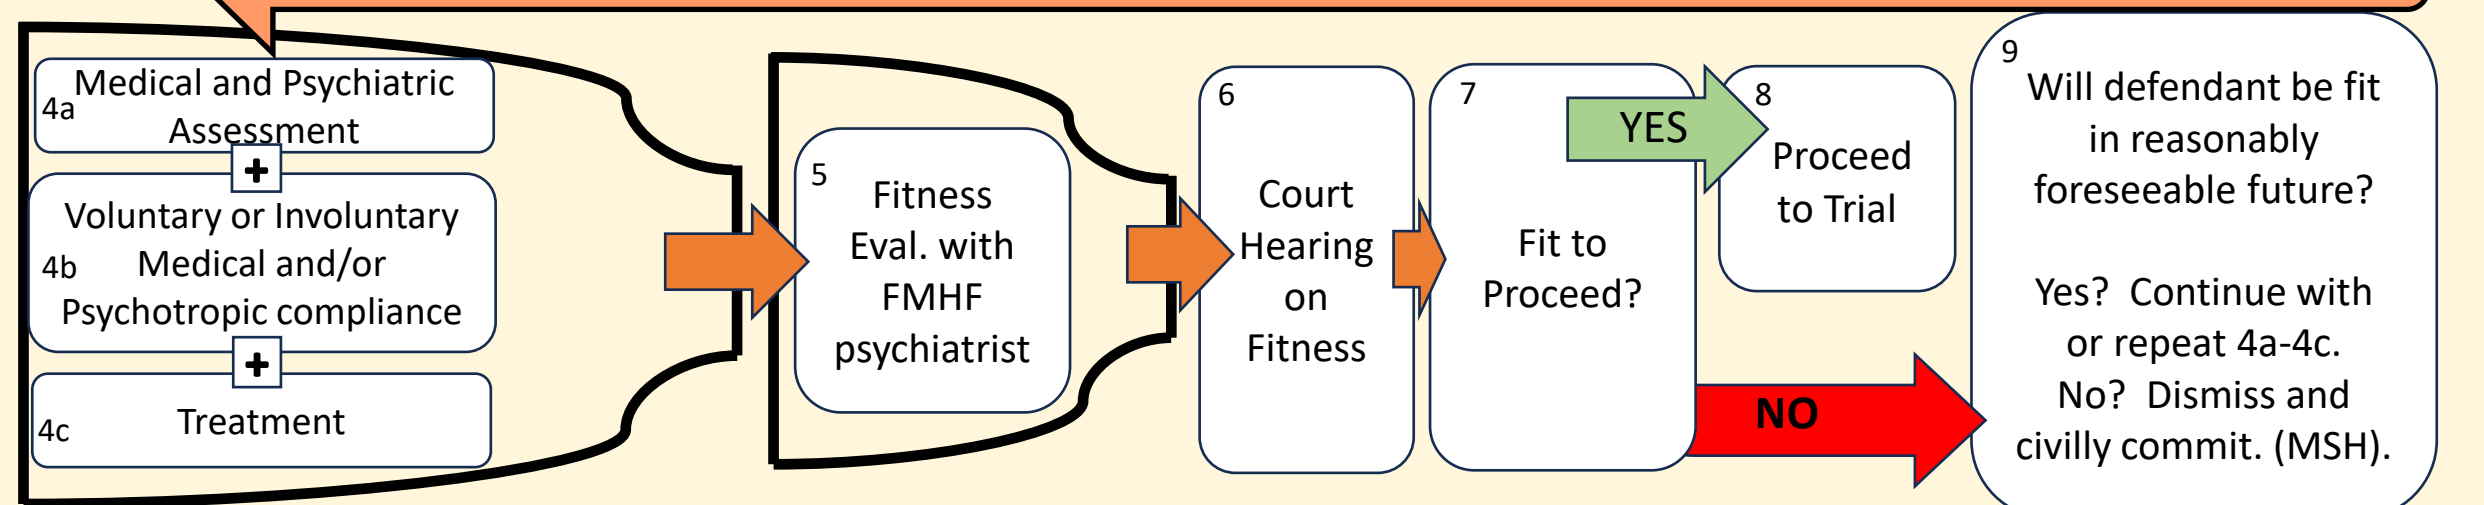 4a
Medical and Psychiatric
Assessment
+
4b
Voluntary or Involuntary
Medical and/or
Psychotropic compliance
+
4c
Treatment
5
Fitness
Eval. with
FMHF
psychiatrist
6
Court
Hearing
on
Fitness
7
Fit to
Proceed?
YES
8
Proceed
to Trial
NO
9
Will defendant be fit
in reasonably
foreseeable future?
Yes?  Continue with
or repeat 4a-4c.
No?  Dismiss and
civilly commit. (MSH).